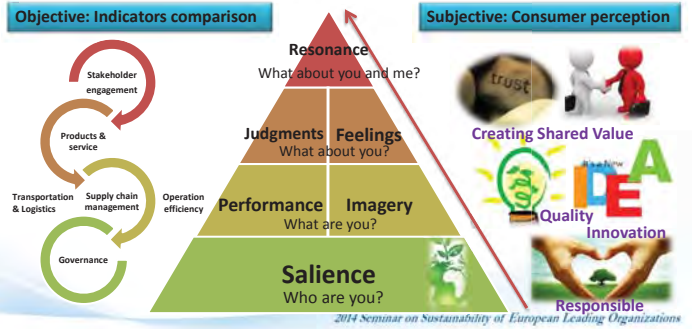 Objective: Indicators comparison
Subjective: Consumer perception
Stakeholder
engagement
Products &
service
Transportation
& Logistics
Supply chain
management
Operation
efficiency
Governance
Resonance
What about you and me?
Judgments
Feelings
What about you?
Performance
Imagery
What are you?
Salience
Who are you?
trust
Creating Shared Value
It's a New
IDEA
Quality
Innovation
Responsible
2014 Seminar on Sustainability of European Leading Organizations